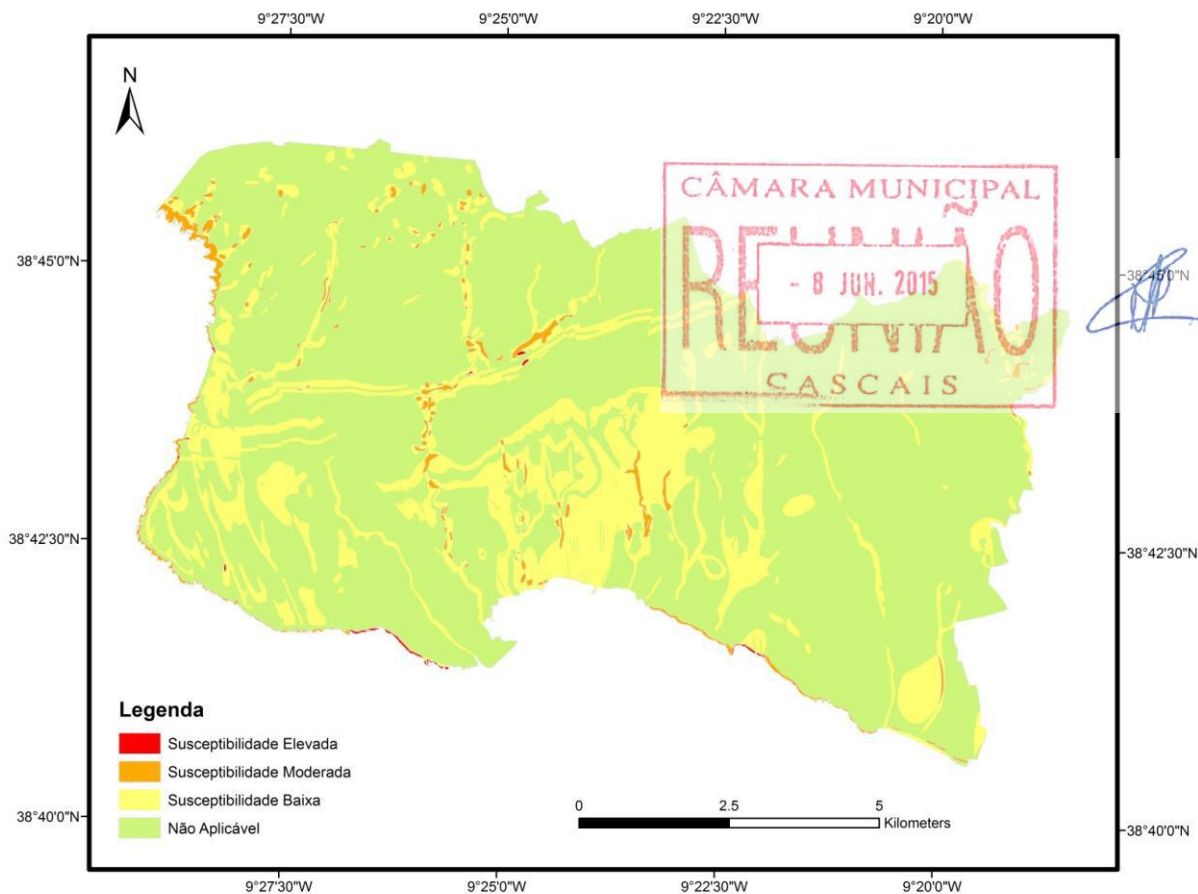 9°27'30"W 9°25'0"W 9°22'30"W 9°20'0"W
N
CÂMARA MUNICIPAL
REUNIÃO
- 8 JUN. 2015
CASCAIS
38°45'0"N 38°45'0"N
38°42'30"N 38°42'30"N
Legenda
Susceptibilidade Elevada
Susceptibilidade Moderada
Susceptibilidade Baixa
Não Aplicável
0 2.5 5
Kilometers
38°40'0"N 38°40'0"N
9°27'30"W 9°25'0"W 9°22'30"W 9°20'0"W